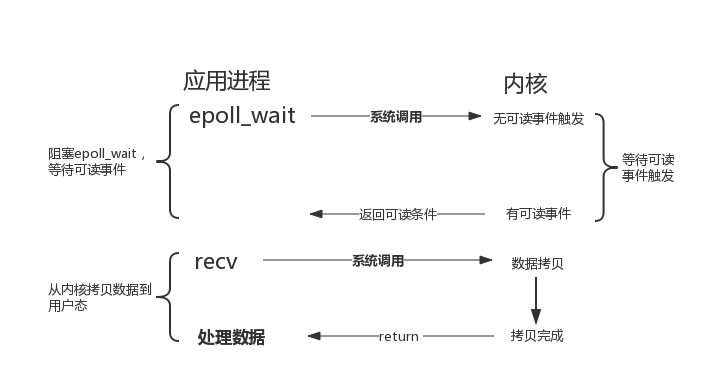 应用进程
内核
epoll_wait
系统调用
无可读事件触发
阻塞epoll_wait，
等待可读事件
等待可读
事件触发
返回可读条件
有可读事件
recv
系统调用
数据拷贝
从内核拷贝数据到
用户态
处理数据
return
拷贝完成